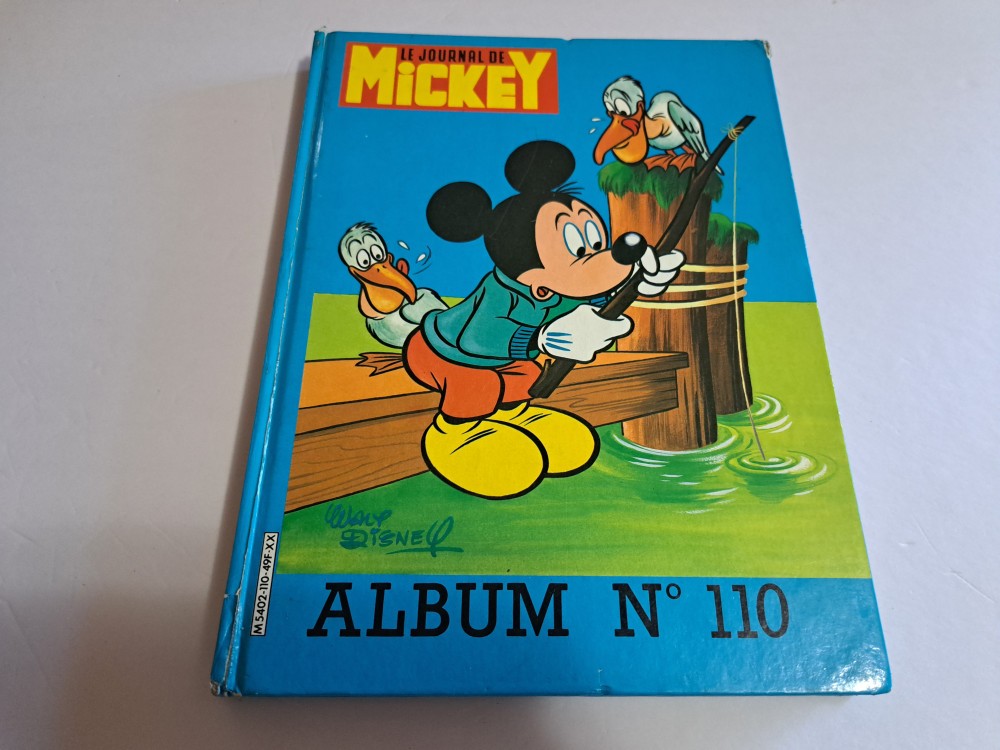 LE JOURNAL DE
MiCKEY
WALT
DISNEY
M 5402-110-49F-XX
ALBUM N° 110